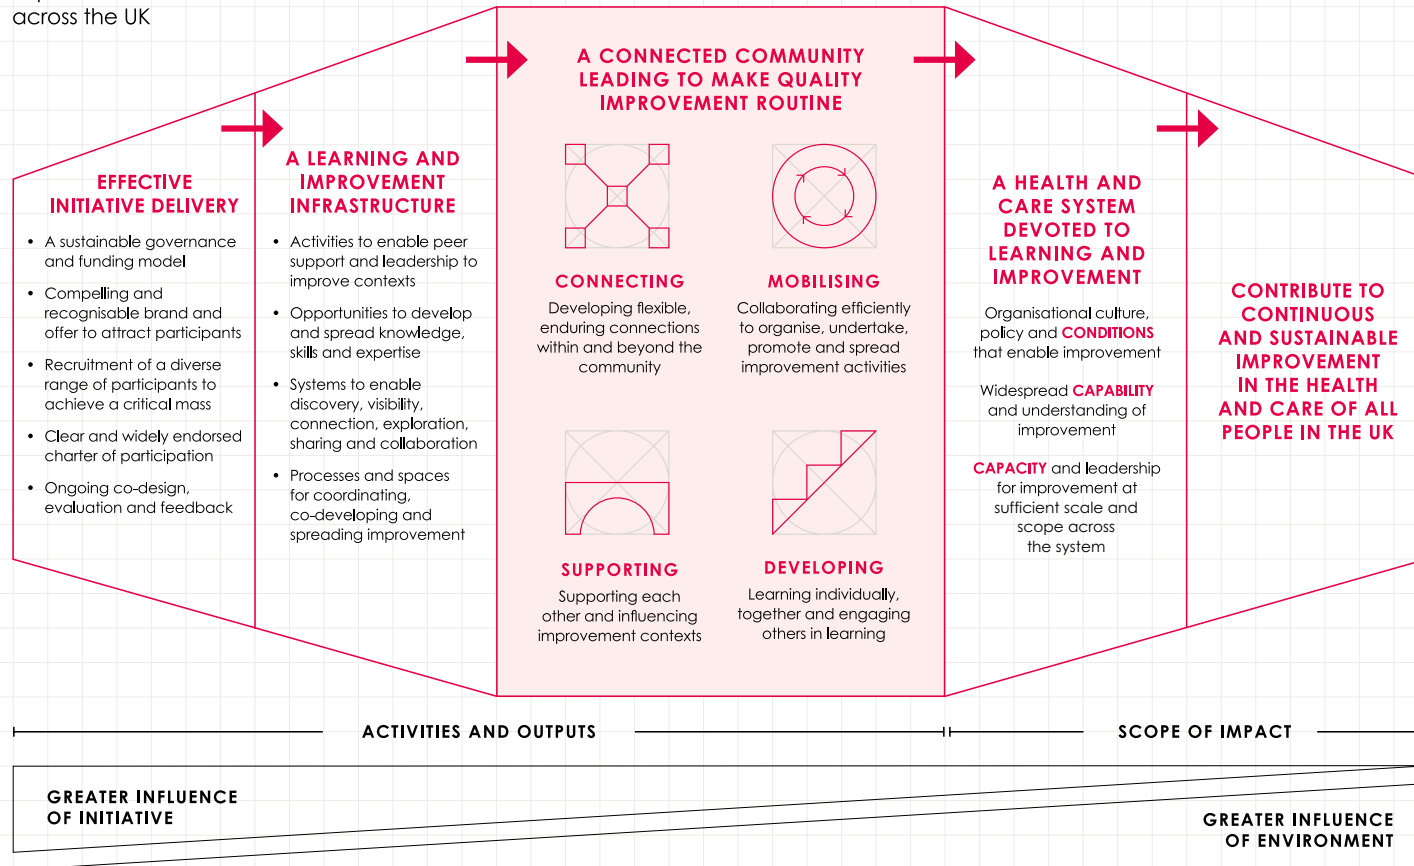 across the UK
A CONNECTED COMMUNITY
LEADING TO MAKE QUALITY
IMPROVEMENT ROUTINE
EFFECTIVE
INITIATIVE DELIVERY
• A sustainable governance
and funding model
• Compelling and
recognisable brand and
offer to attract participants
• Recruitment of a diverse
range of participants to
achieve a critical mass
• Clear and widely endorsed
charter of participation
• Ongoing co-design,
evaluation and feedback
A LEARNING AND
IMPROVEMENT
INFRASTRUCTURE
• Activities to enable peer
support and leadership to
improve contexts
• Opportunities to develop
and spread knowledge,
skills and expertise
• Systems to enable
discovery, visibility,
connection, exploration,
sharing and collaboration
• Processes and spaces
for coordinating,
co-developing and
spreading improvement
CONNECTING
Developing flexible,
enduring connections
within and beyond the
community
MOBILISING
Collaborating efficiently
to organise, undertake,
promote and spread
improvement activities
SUPPORTING
Supporting each
other and influencing
improvement contexts
DEVELOPING
Learning individually,
together and engaging
others in learning
A HEALTH AND
CARE SYSTEM
DEVOTED TO
LEARNING AND
IMPROVEMENT
Organisational culture,
policy and CONDITIONS
that enable improvement
Widespread CAPABILITY
and understanding of
improvement
CAPACITY and leadership
for improvement at
sufficient scale and
scope across
the system
CONTRIBUTE TO
CONTINUOUS
AND SUSTAINABLE
IMPROVEMENT
IN THE HEALTH
AND CARE OF ALL
PEOPLE IN THE UK
ACTIVITIES AND OUTPUTS
SCOPE OF IMPACT
GREATER INFLUENCE
OF INITIATIVE
GREATER INFLUENCE
OF ENVIRONMENT